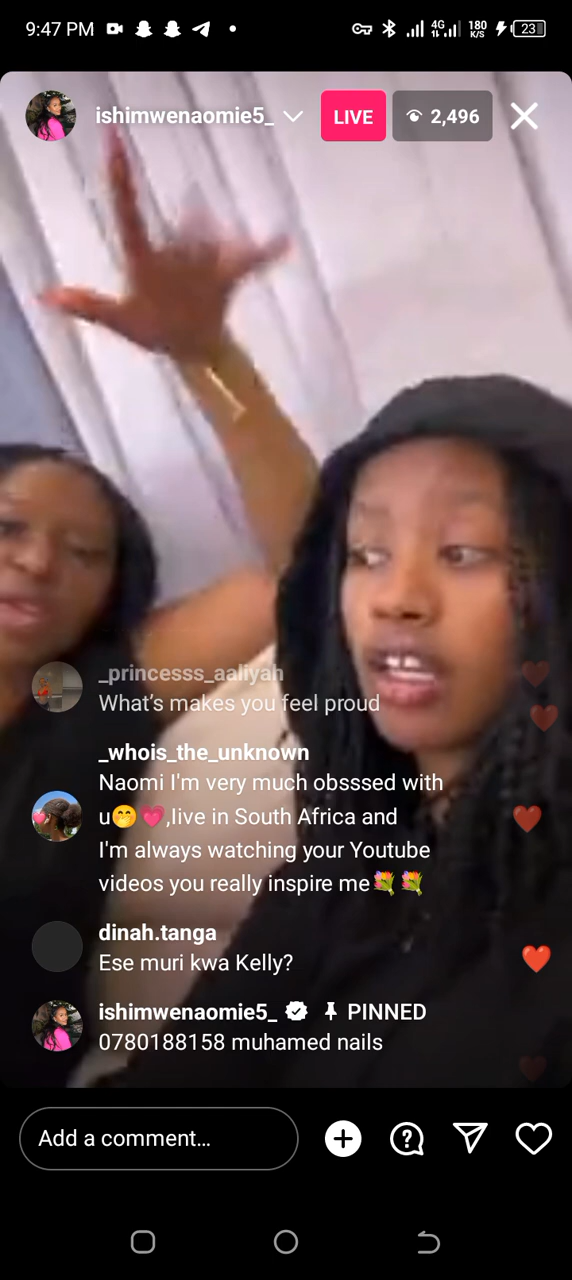 9:47 PM
4G
180
K/S
23
ishimwenaomie5_
LIVE
2,496
_princesss_aaliyah
What's makes you feel proud
_whois_the_unknown
Naomi I'm very much obsssed with
u🤭💗,live in South Africa and
I'm always watching your Youtube
videos you really inspire me💐💐
dinah.tanga
Ese muri kwa Kelly?
ishimwenaomie5_ PINNED
0780188158 muhamed nails
Add a comment...